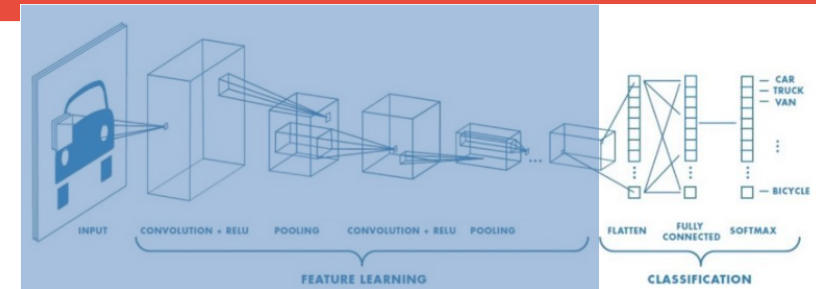 CAR
TRUCK
VAN
BICYCLE
INPUT
CONVOLUTION + RELU
POOLING
CONVOLUTION + RELU
POOLING
FLATTEN
FULLY
CONNECTED
SOFTMAX
FEATURE LEARNING
CLASSIFICATION